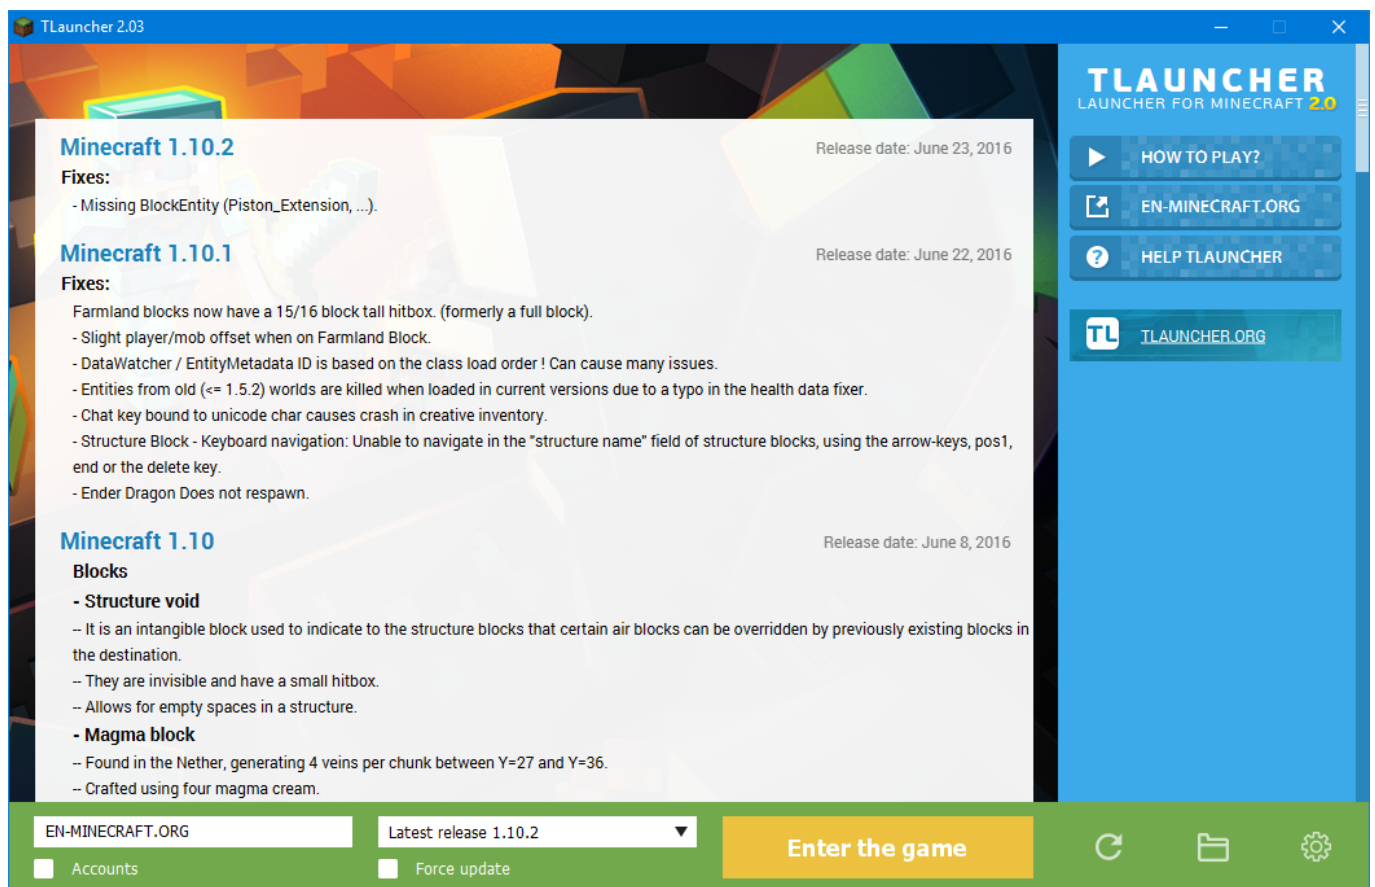 TLauncher 2.03
TLAUNCHER
LAUNCHER FOR MINECRAFT 2.0
HOW TO PLAY?
EN-MINECRAFT.ORG
HELP TLAUNCHER
TL TLAUNCHER.ORG
Minecraft 1.10.2 Release date: June 23, 2016
Fixes:
- Missing BlockEntity (Piston_Extension, ...).
Minecraft 1.10.1 Release date: June 22, 2016
Fixes:
Farmland blocks now have a 15/16 block tall hitbox. (formerly a full block).
- Slight player/mob offset when on Farmland Block.
- DataWatcher / EntityMetadata ID is based on the class load order ! Can cause many issues.
- Entities from old (<= 1.5.2) worlds are killed when loaded in current versions due to a typo in the health data fixer.
- Chat key bound to unicode char causes crash in creative inventory.
- Structure Block - Keyboard navigation: Unable to navigate in the "structure name" field of structure blocks, using the arrow-keys, pos1,
end or the delete key.
- Ender Dragon Does not respawn.
Minecraft 1.10 Release date: June 8, 2016
Blocks
- Structure void
-- It is an intangible block used to indicate to the structure blocks that certain air blocks can be overridden by previously existing blocks in
the destination.
-- They are invisible and have a small hitbox.
-- Allows for empty spaces in a structure.
- Magma block
-- Found in the Nether, generating 4 veins per chunk between Y=27 and Y=36.
-- Crafted using four magma cream.
EN-MINECRAFT.ORG
Accounts
Latest release 1.10.2
Force update
Enter the game